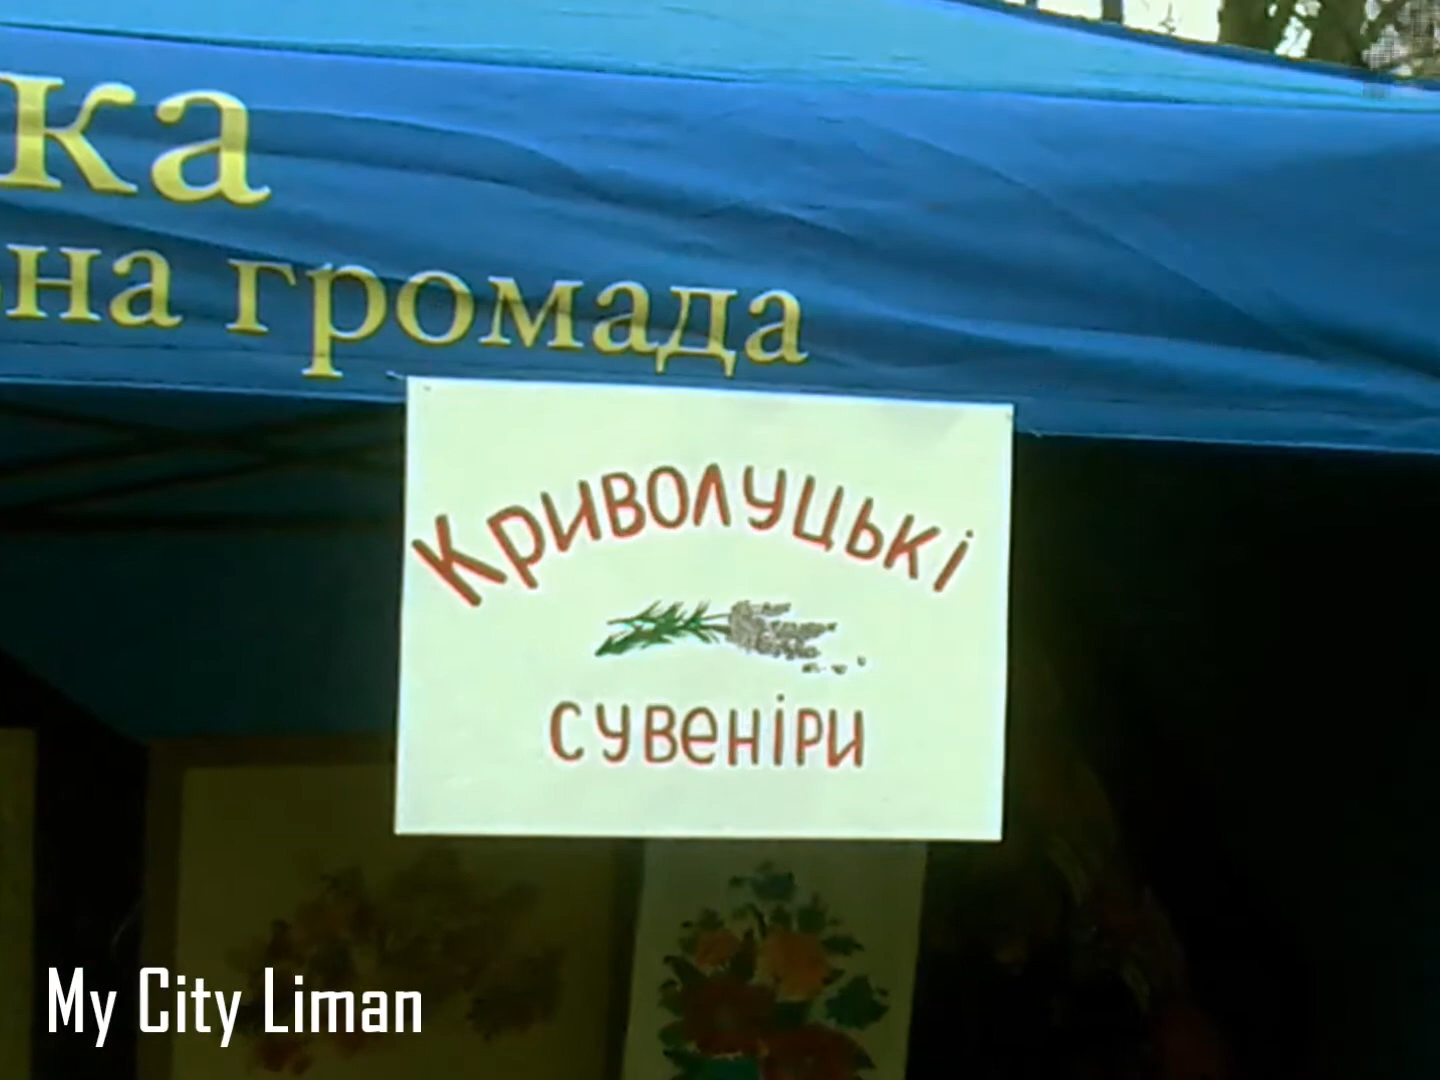 ка
на громада
Криволуцькі
сувеніри
My City Liman